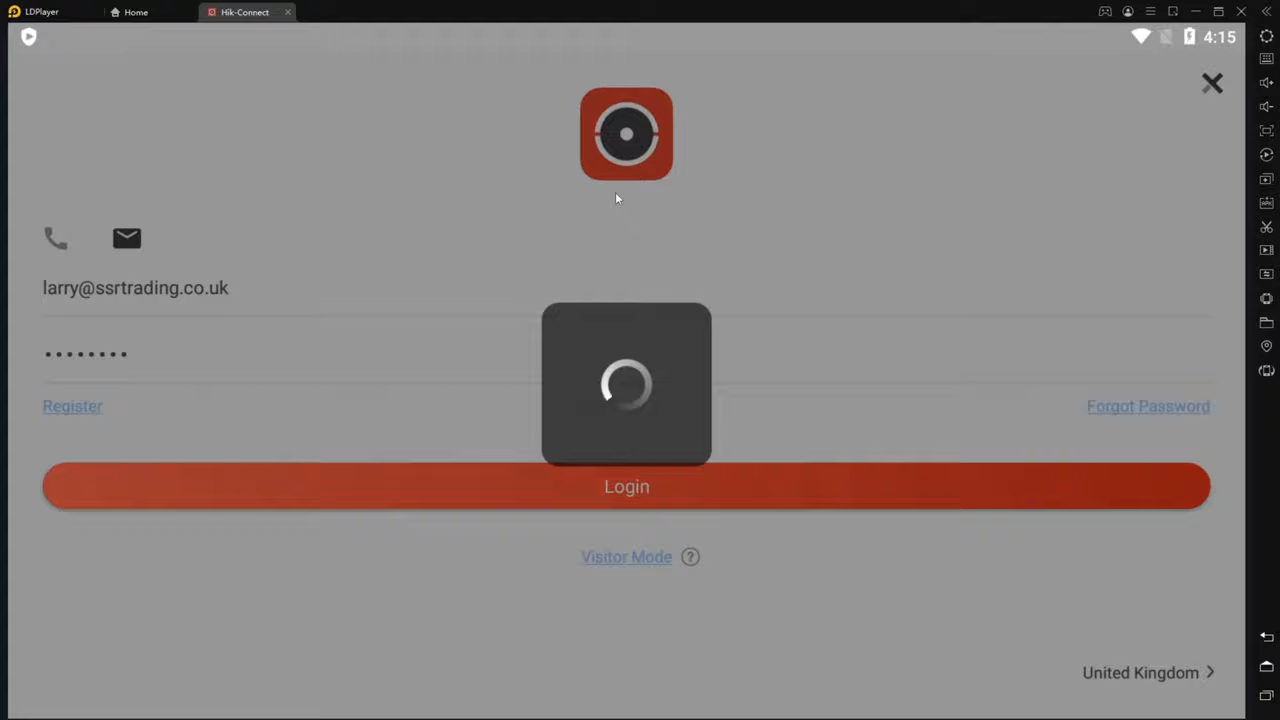 LDPlayer
Home
Hik-Connect
4:15
larry@ssrtrading.co.uk
••••••••
Register
Forgot Password
Login
Visitor Mode ?
United Kingdom